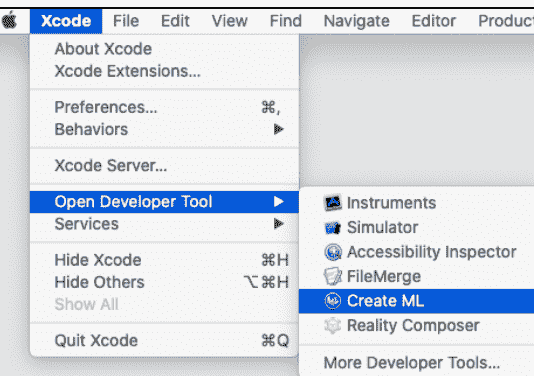 Xcode File Edit View Find Navigate Editor Produc
About Xcode
Xcode Extensions...
Preferences... ⌘,
Behaviors ▶
Xcode Server...
Open Developer Tool ▶
Services ▶
Hide Xcode ⌘H
Hide Others ⌥⌘H
Show All
Quit Xcode ⌘Q
Instruments
Simulator
Accessibility Inspector
FileMerge
Create ML
Reality Composer
More Developer Tools...